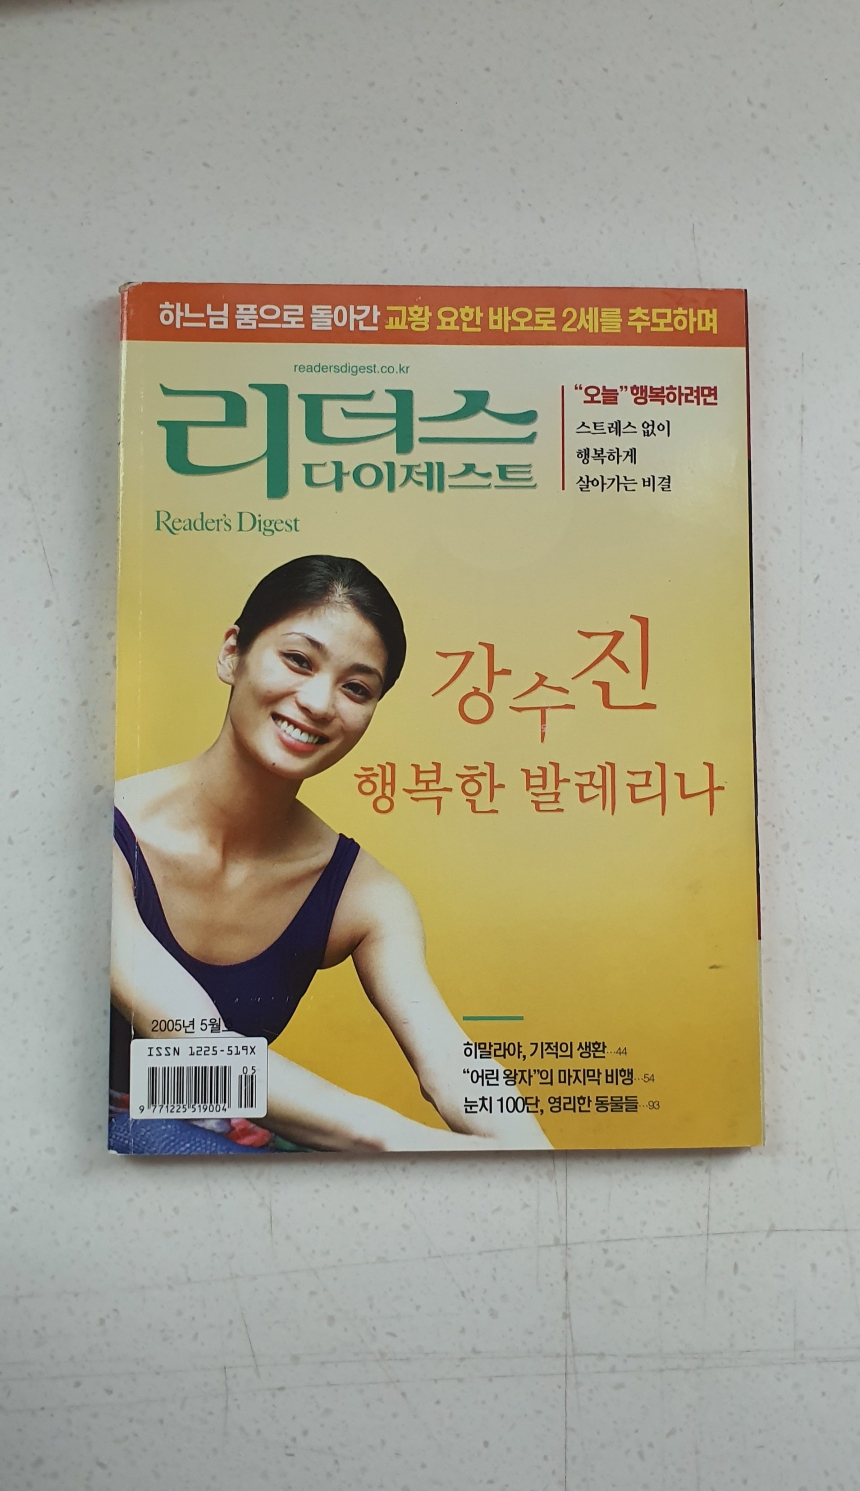 하느님 품으로 돌아간 교황 요한 바오로 2세를 추모하며
readersdigest.co.kr
리더스
다이제스트
Reader's Digest
“오늘” 행복하려면
스트레스 없이
행복하게
살아가는 비결
강수진
행복한 발레리나
2005년 5월
ISSN 1225-519X
05
9 771225 519004
히말라야, 기적의 생환···44
“어린 왕자”의 마지막 비행···54
눈치 100단, 영리한 동물들···93